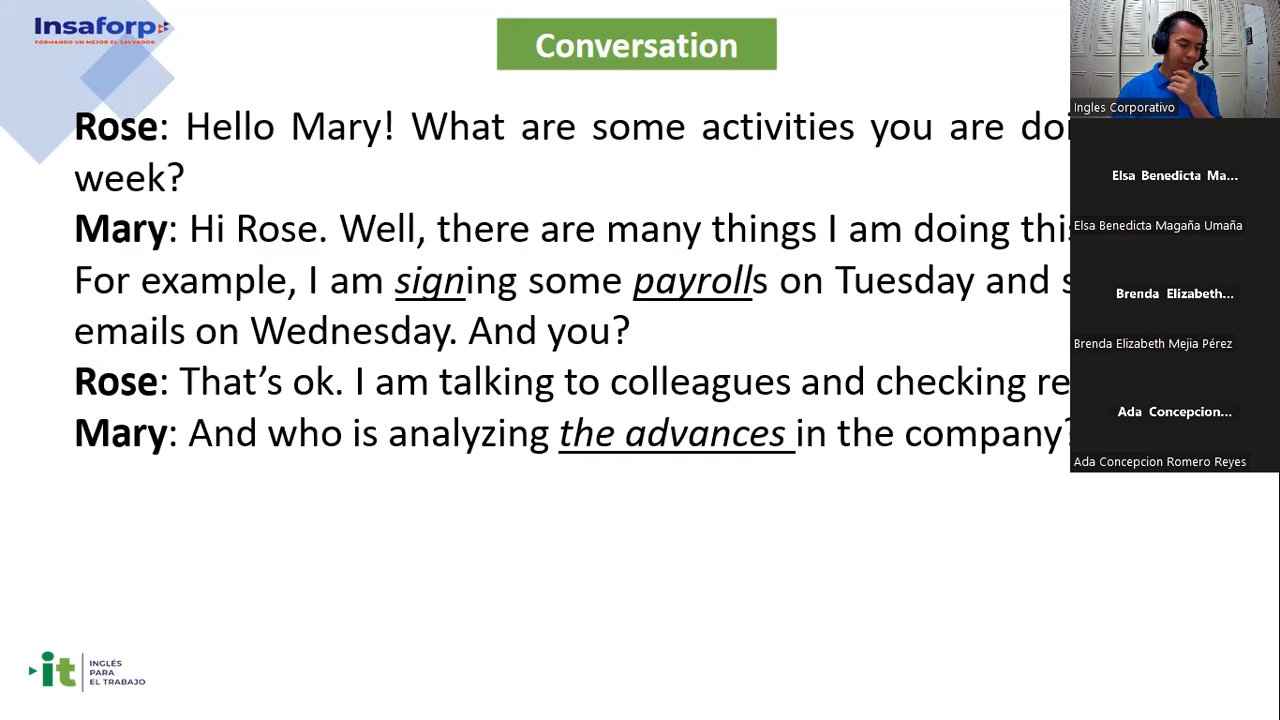 Insaforp
FORMANDO UN MEJOR EL SALVADOR
Conversation
Rose: Hello Mary! What are some activities you are
week?
Mary: Hi Rose. Well, there are many things I am doing
For example, I am signing some payrolls on Tuesday and
emails on Wednesday. And you?
Rose: That's ok. I am talking to colleagues and checking
Mary: And who is analyzing the advances in the company?
it
INGLÉS
PARA
EL TRABAJO
Ingles Corporativo
Elsa Benedicta Ma...
Elsa Benedicta Magaña Umaña
Brenda Elizabeth...
Brenda Elizabeth Mejia Pérez
Ada Concepcion...
Ada Concepcion Romero Reyes